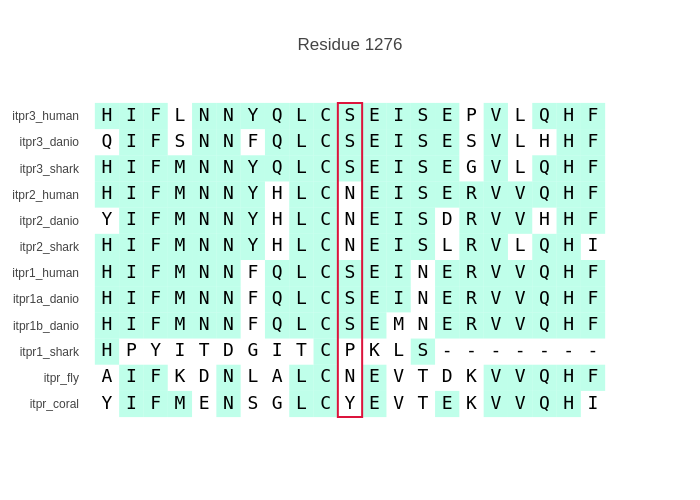 Residue 1276
itpr3_human H I F L N N Y Q L C S E I S E P V L Q H F
itpr3_danio Q I F S N N F Q L C S E I S E S V L H H F
itpr3_shark H I F M N N Y Q L C S E I S E G V L Q H F
itpr2_human H I F M N N Y H L C N E I S E R V V Q H F
itpr2_danio Y I F M N N Y H L C N E I S D R V V H H F
itpr2_shark H I F M N N Y H L C N E I S L R V L Q H I
itpr1_human H I F M N N F Q L C S E I N E R V V Q H F
itpr1a_danio H I F M N N F Q L C S E I N E R V V Q H F
itpr1b_danio H I F M N N F Q L C S E M N E R V V Q H F
itpr1_shark H P Y I T D G I T C P K L S - - - - - - -
itpr_fly A I F K D N L A L C N E V T D K V V Q H F
itpr_coral Y I F M E N S G L C Y E V T E K V V Q H I